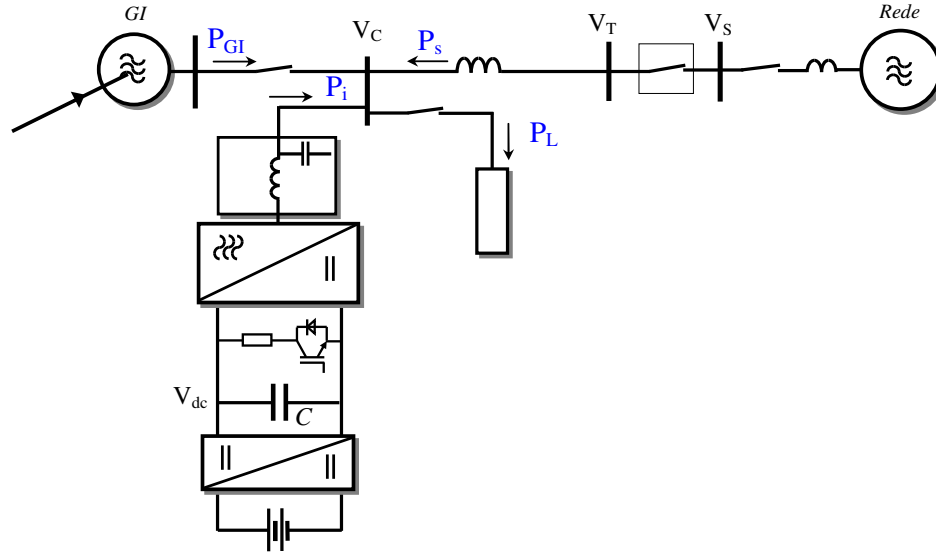 GI
Rede
V_C
V_T
V_S
P_GI
P_s
P_i
P_L
V_dc
C